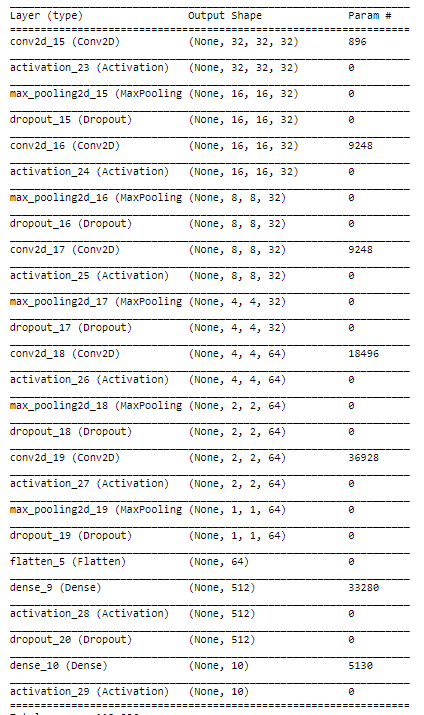 Layer (type) Output Shape Param #
conv2d_15 (Conv2D) (None, 32, 32, 32) 896
activation_23 (Activation) (None, 32, 32, 32) 0
max_pooling2d_15 (MaxPooling (None, 16, 16, 32) 0
dropout_15 (Dropout) (None, 16, 16, 32) 0
conv2d_16 (Conv2D) (None, 16, 16, 32) 9248
activation_24 (Activation) (None, 16, 16, 32) 0
max_pooling2d_16 (MaxPooling (None, 8, 8, 32) 0
dropout_16 (Dropout) (None, 8, 8, 32) 0
conv2d_17 (Conv2D) (None, 8, 8, 32) 9248
activation_25 (Activation) (None, 8, 8, 32) 0
max_pooling2d_17 (MaxPooling (None, 4, 4, 32) 0
dropout_17 (Dropout) (None, 4, 4, 32) 0
conv2d_18 (Conv2D) (None, 4, 4, 64) 18496
activation_26 (Activation) (None, 4, 4, 64) 0
max_pooling2d_18 (MaxPooling (None, 2, 2, 64) 0
dropout_18 (Dropout) (None, 2, 2, 64) 0
conv2d_19 (Conv2D) (None, 2, 2, 64) 36928
activation_27 (Activation) (None, 2, 2, 64) 0
max_pooling2d_19 (MaxPooling (None, 1, 1, 64) 0
dropout_19 (Dropout) (None, 1, 1, 64) 0
flatten_5 (Flatten) (None, 64) 0
dense_9 (Dense) (None, 512) 33280
activation_28 (Activation) (None, 512) 0
dropout_20 (Dropout) (None, 512) 0
dense_10 (Dense) (None, 10) 5130
activation_29 (Activation) (None, 10) 0